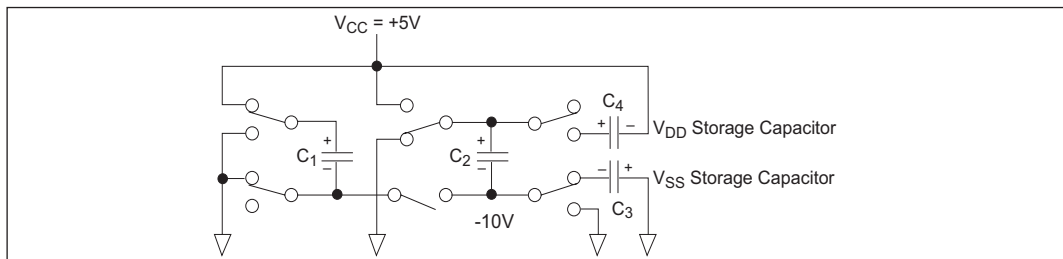 V_CC = +5V
C_4
+ –
V_DD Storage Capacitor
+
C_1
–
+
C_2
–
– +
V_SS Storage Capacitor
C_3
-10V